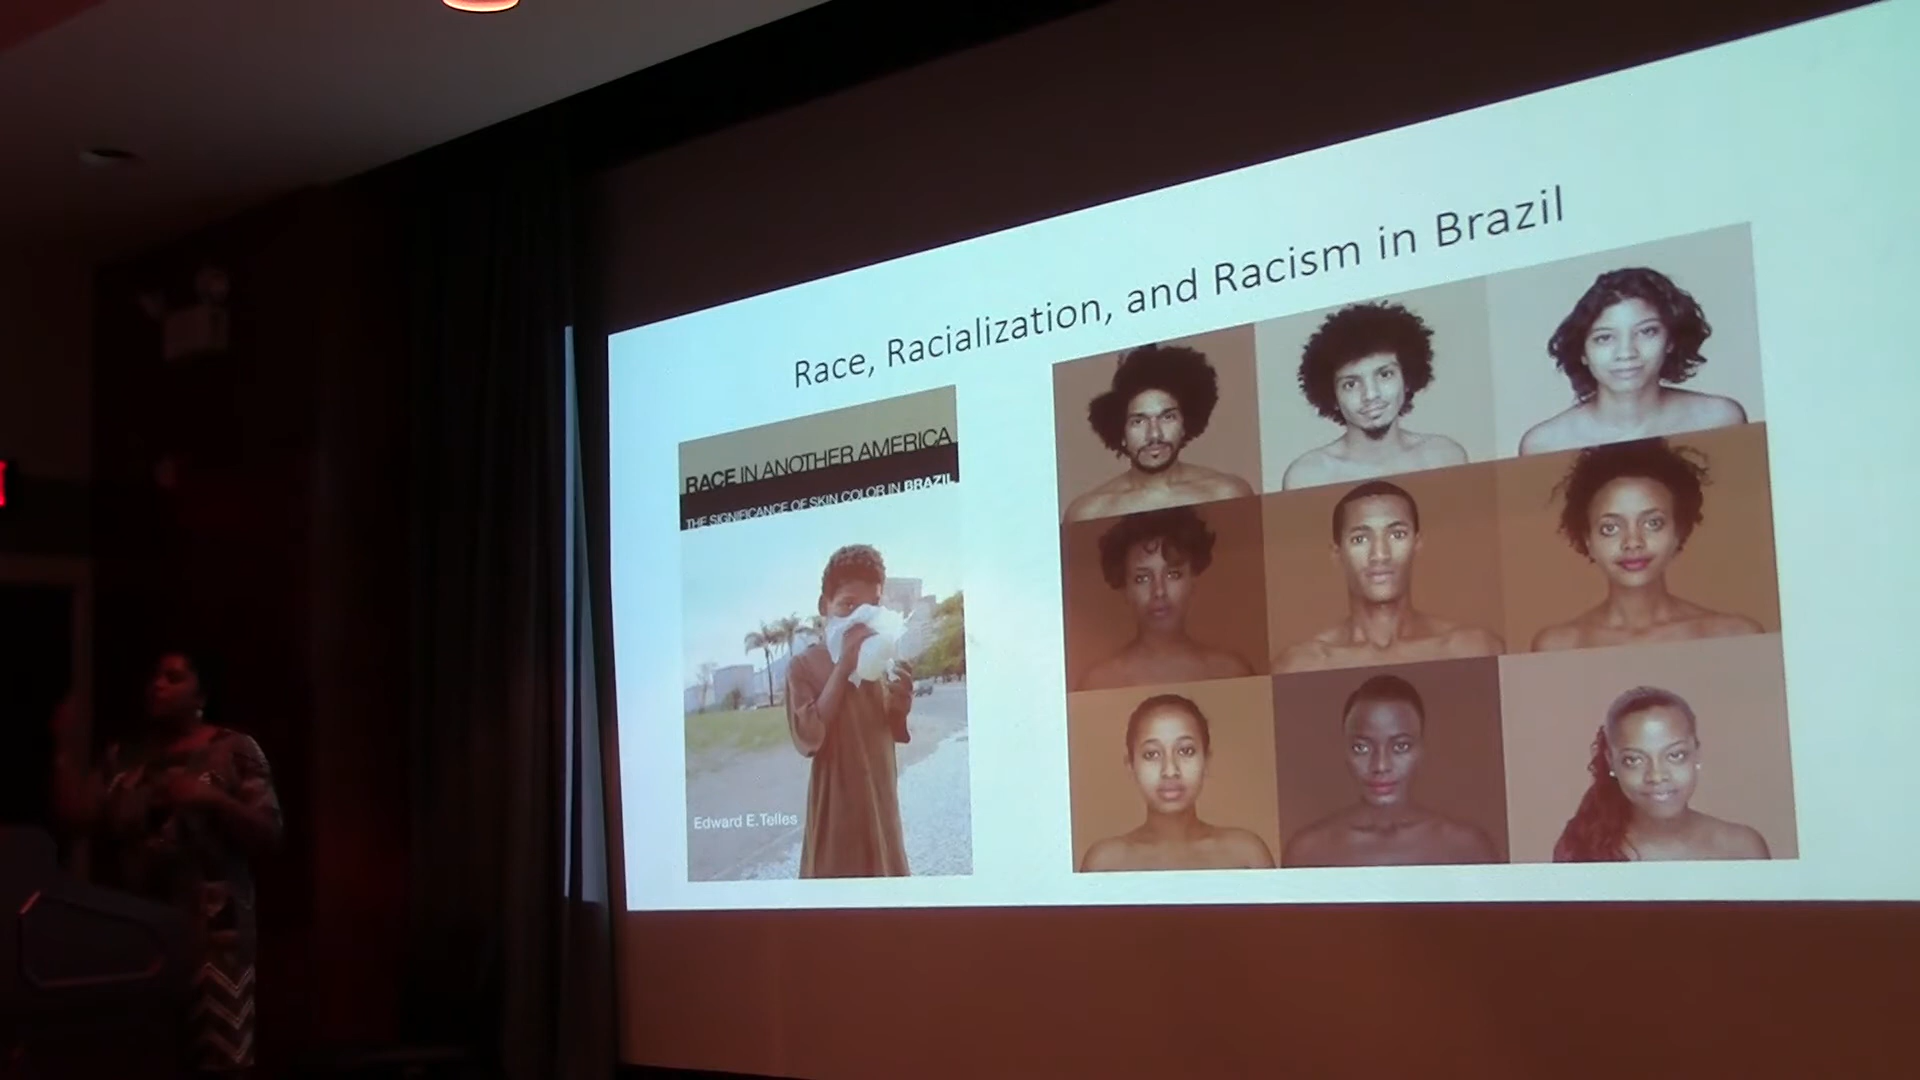 Race, Racialization, and Racism in Brazil
RACE IN ANOTHER AMERICA
THE SIGNIFICANCE OF SKIN COLOR IN BRAZIL
Edward E. Telles